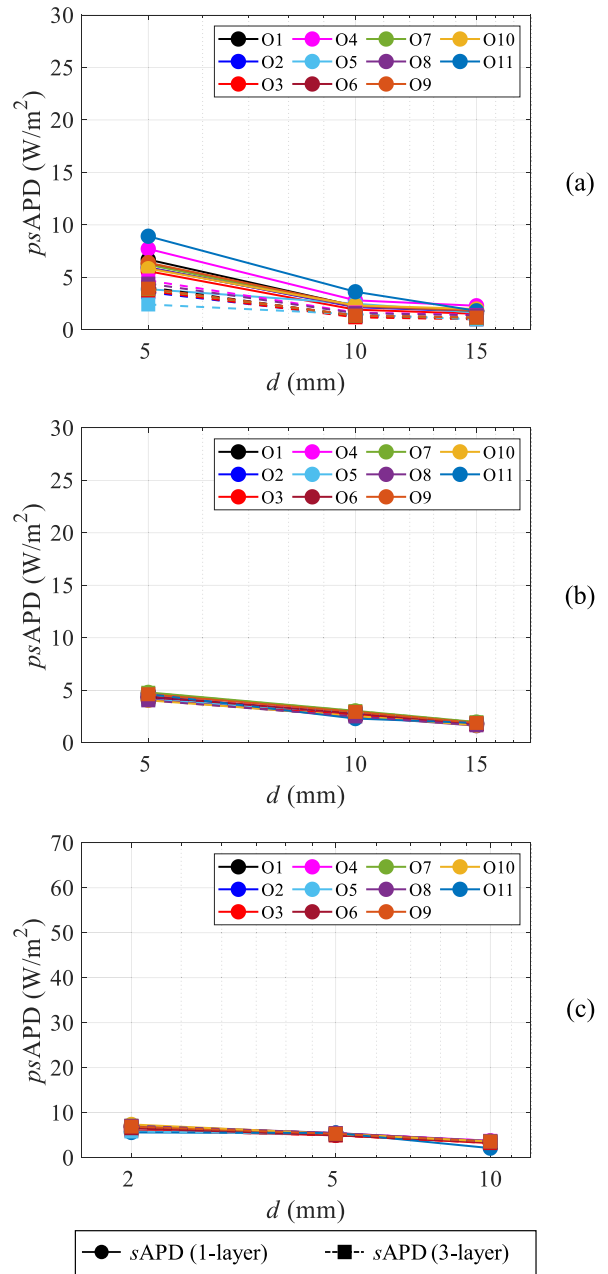 30
25
20
15
10
5
0
psAPD (W/m²)
O1 O4 O7 O10
O2 O5 O8 O11
O3 O6 O9
(a)
5 10 15
d (mm)
30
25
20
15
10
5
0
psAPD (W/m²)
O1 O4 O7 O10
O2 O5 O8 O11
O3 O6 O9
(b)
5 10 15
d (mm)
70
60
50
40
30
20
10
0
psAPD (W/m²)
O1 O4 O7 O10
O2 O5 O8 O11
O3 O6 O9
(c)
2 5 10
d (mm)
sAPD (1-layer) sAPD (3-layer)